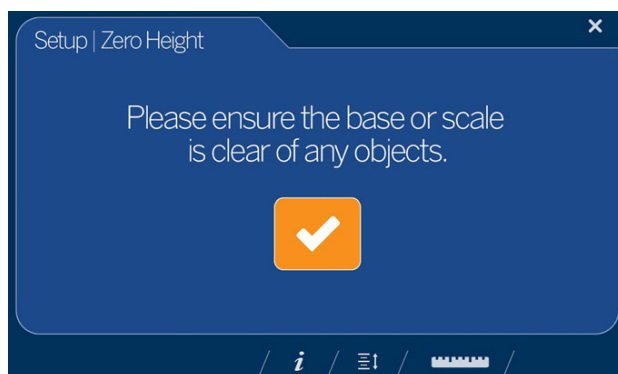 Setup | Zero Height
Please ensure the base or scale
is clear of any objects.
i